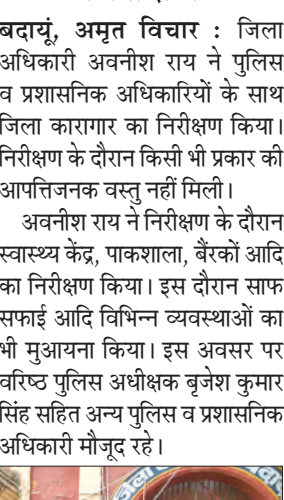 बदायूं, अमृत विचार : जिला
अधिकारी अवनीश राय ने पुलिस
व प्रशासनिक अधिकारियों के साथ
जिला कारागार का निरीक्षण किया।
निरीक्षण के दौरान किसी भी प्रकार की
आपत्तिजनक वस्तु नहीं मिली।
अवनीश राय ने निरीक्षण के दौरान
स्वास्थ्य केंद्र, पाकशाला, बैंरकों आदि
का निरीक्षण किया। इस दौरान साफ
सफाई आदि विभिन्न व्यवस्थाओं का
भी मुआयना किया। इस अवसर पर
वरिष्ठ पुलिस अधीक्षक बृजेश कुमार
सिंह सहित अन्य पुलिस व प्रशासनिक
अधिकारी मौजूद रहे।
जिला